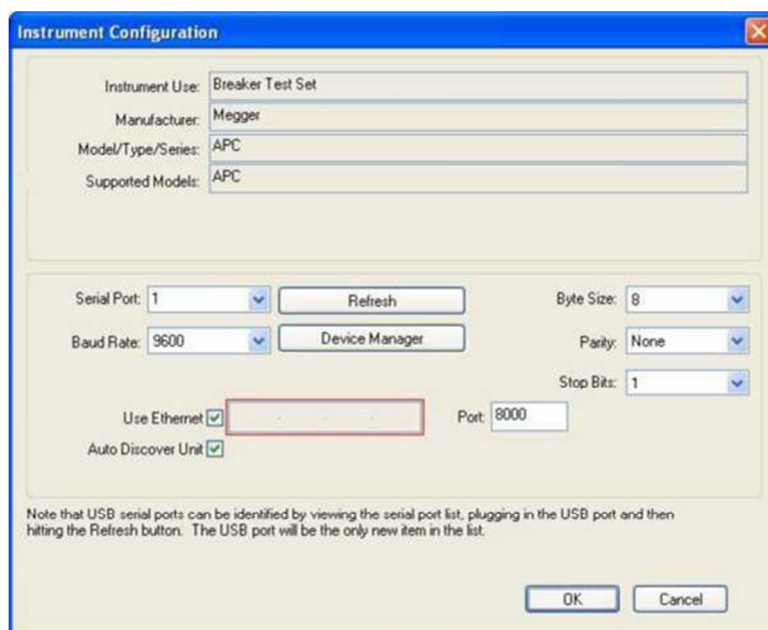 Instrument Configuration
Instrument Use: Breaker Test Set
Manufacturer: Megger
Model/Type/Series: APC
Supported Models: APC
Serial Port: 1 Refresh Byte Size: 8
Baud Rate: 9600 Device Manager Parity: None
Stop Bits: 1
Use Ethernet . . . Port: 8000
Auto Discover Unit
Note that USB serial ports can be identified by viewing the serial port list, plugging in the USB port and then
hitting the Refresh button. The USB port will be the only new item in the list.
OK Cancel